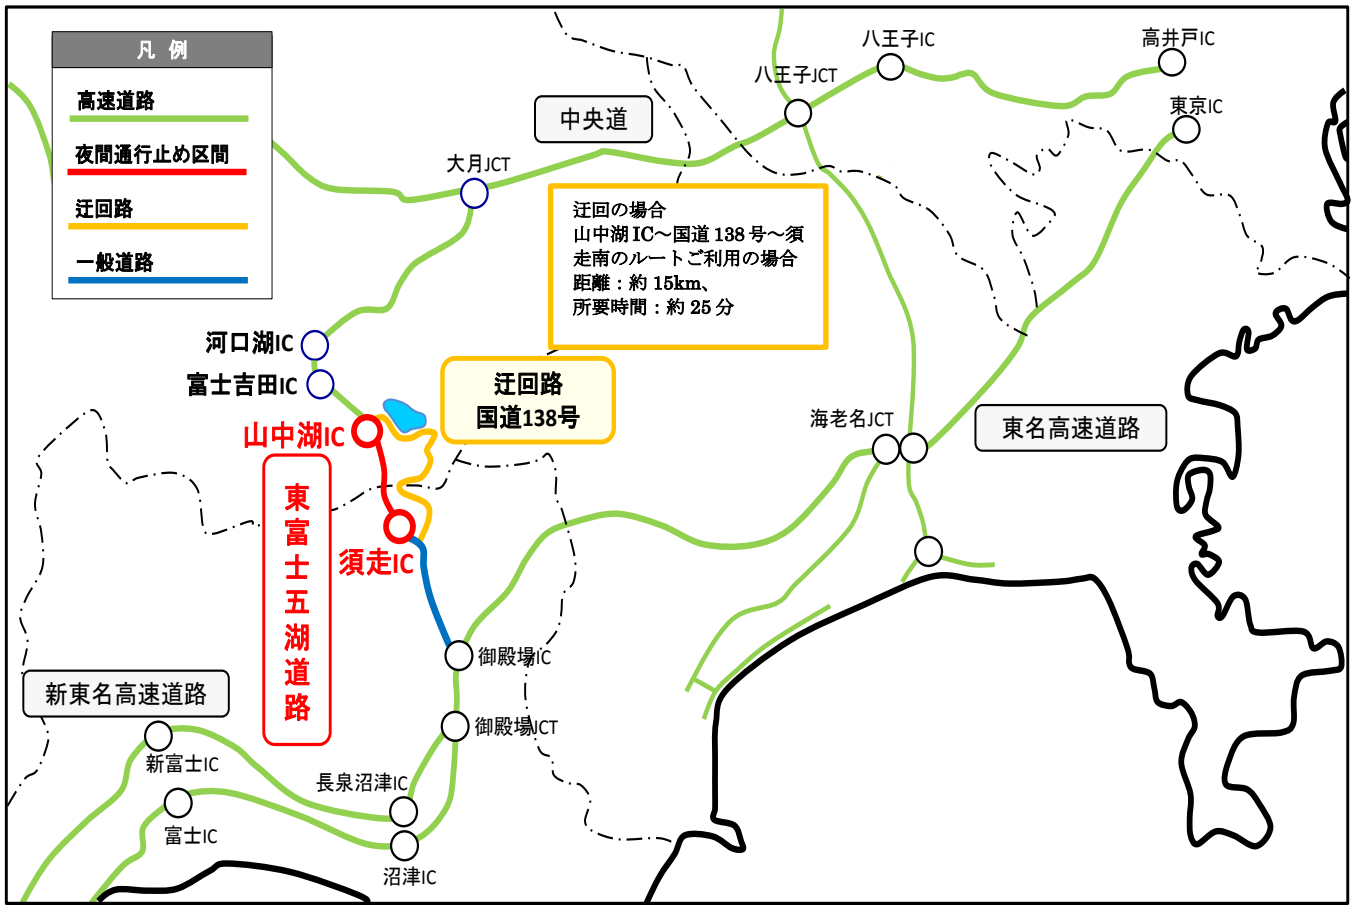 凡 例
高速道路
夜間通行止め区間
迂回路
一般道路
八王子IC
高井戸IC
八王子JCT
東京IC
中央道
大月JCT
迂回の場合
山中湖IC～国道138号～須
走南のルートご利用の場合
距離：約15km、
所要時間：約25分
河口湖IC
富士吉田IC
迂回路
国道138号
山中湖IC
海老名JCT
東名高速道路
東富士五湖道路
須走IC
御殿場IC
新東名高速道路
御殿場JCT
新富士IC
長泉沼津IC
富士IC
沼津IC